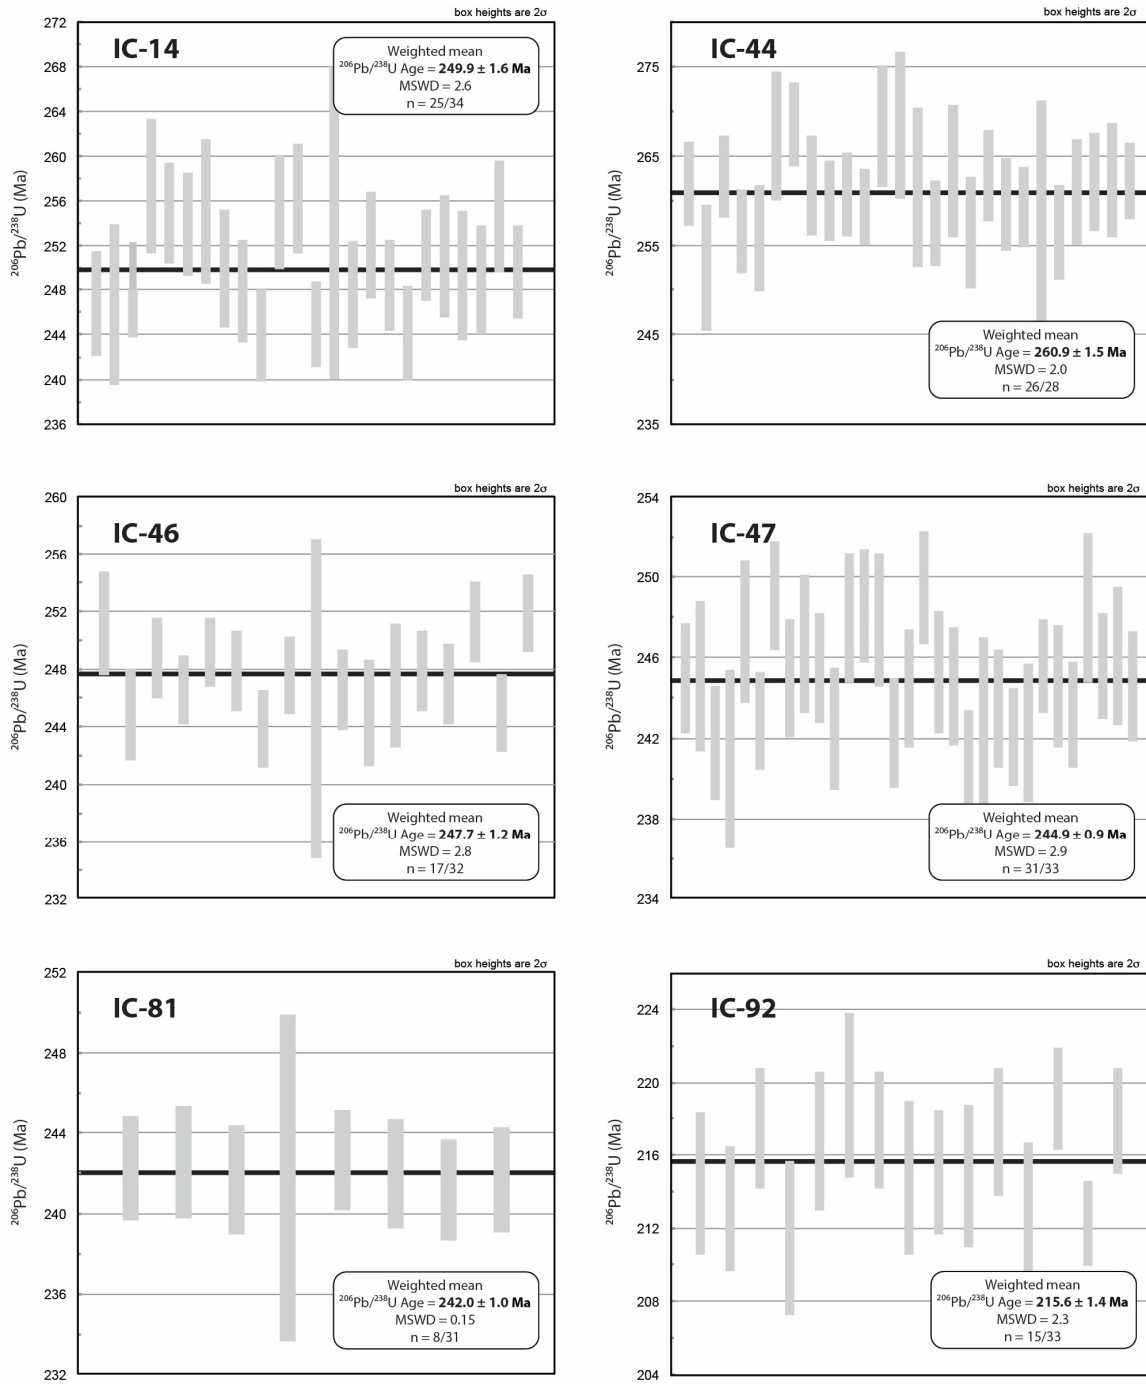 box heights are 2σ
272
IC-14
Weighted mean
268
²⁰⁶Pb/²³⁸U Age = 249.9 ± 1.6 Ma
MSWD = 2.6
n = 25/34
264
260
256
252
248
244
240
236
²⁰⁶Pb/²³⁸U (Ma)
box heights are 2σ
IC-44
275
265
255
245
235
²⁰⁶Pb/²³⁸U (Ma)
Weighted mean
²⁰⁶Pb/²³⁸U Age = 260.9 ± 1.5 Ma
MSWD = 2.0
n = 26/28
box heights are 2σ
260
IC-46
256
252
248
244
240
236
232
²⁰⁶Pb/²³⁸U (Ma)
Weighted mean
²⁰⁶Pb/²³⁸U Age = 247.7 ± 1.2 Ma
MSWD = 2.8
n = 17/32
box heights are 2σ
254
IC-47
250
246
242
238
234
²⁰⁶Pb/²³⁸U (Ma)
Weighted mean
²⁰⁶Pb/²³⁸U Age = 244.9 ± 0.9 Ma
MSWD = 2.9
n = 31/33
box heights are 2σ
252
IC-81
248
244
240
236
232
²⁰⁶Pb/²³⁸U (Ma)
Weighted mean
²⁰⁶Pb/²³⁸U Age = 242.0 ± 1.0 Ma
MSWD = 0.15
n = 8/31
box heights are 2σ
IC-92
224
220
216
212
208
204
²⁰⁶Pb/²³⁸U (Ma)
Weighted mean
²⁰⁶Pb/²³⁸U Age = 215.6 ± 1.4 Ma
MSWD = 2.3
n = 15/33